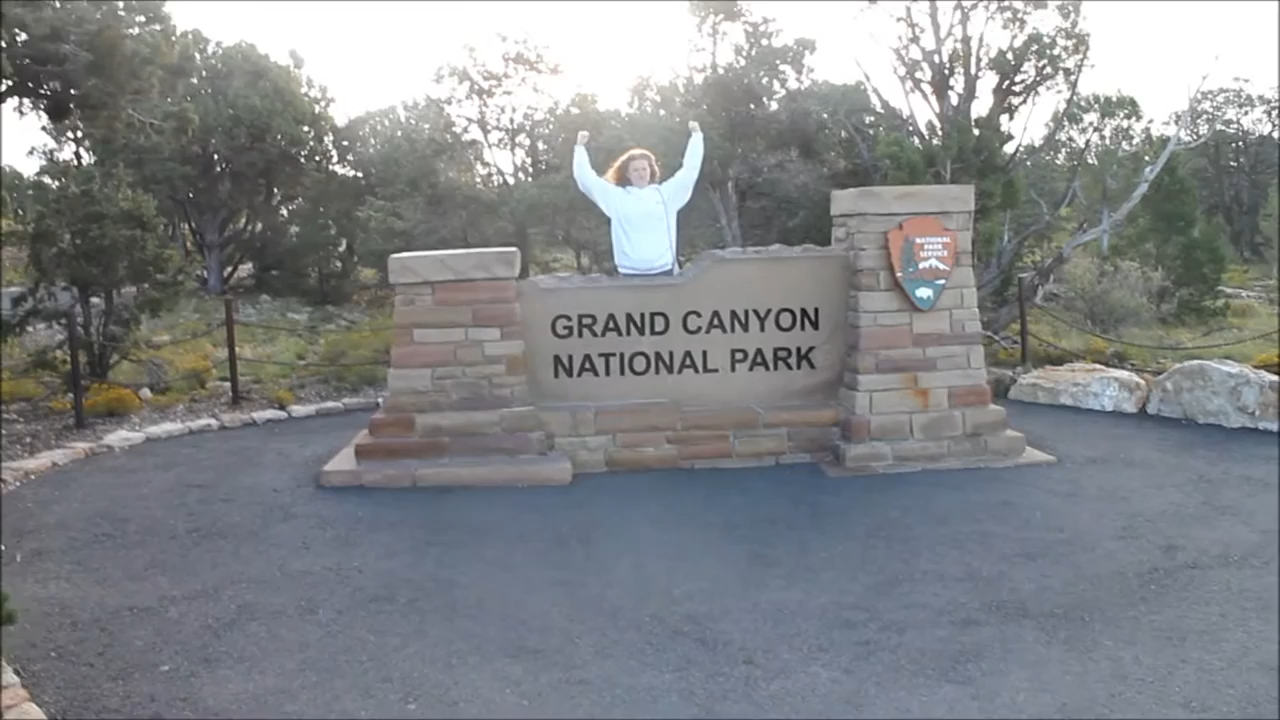 GRAND CANYON
NATIONAL PARK
NATIONAL
PARK
SERVICE